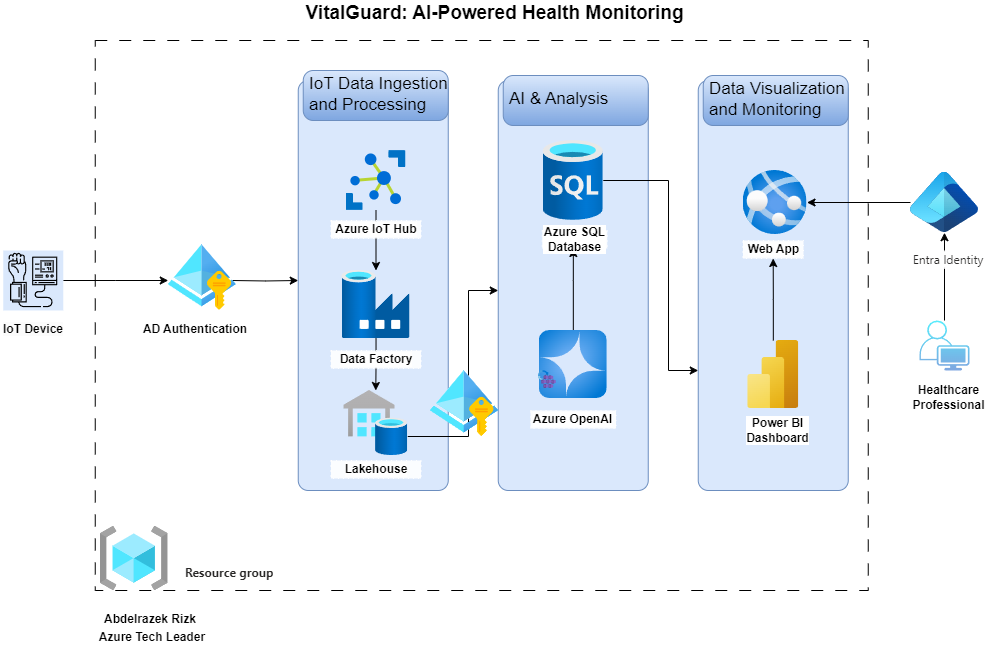 VitalGuard: AI-Powered Health Monitoring
IoT Data Ingestion
and Processing
AI & Analysis
Data Visualization
and Monitoring
Azure IoT Hub
SQL
Azure SQL
Database
Web App
Entra Identity
IoT Device
AD Authentication
Data Factory
Azure OpenAI
Power BI
Dashboard
Healthcare
Professional
Lakehouse
Resource group
Abdelrazek Rizk
Azure Tech Leader